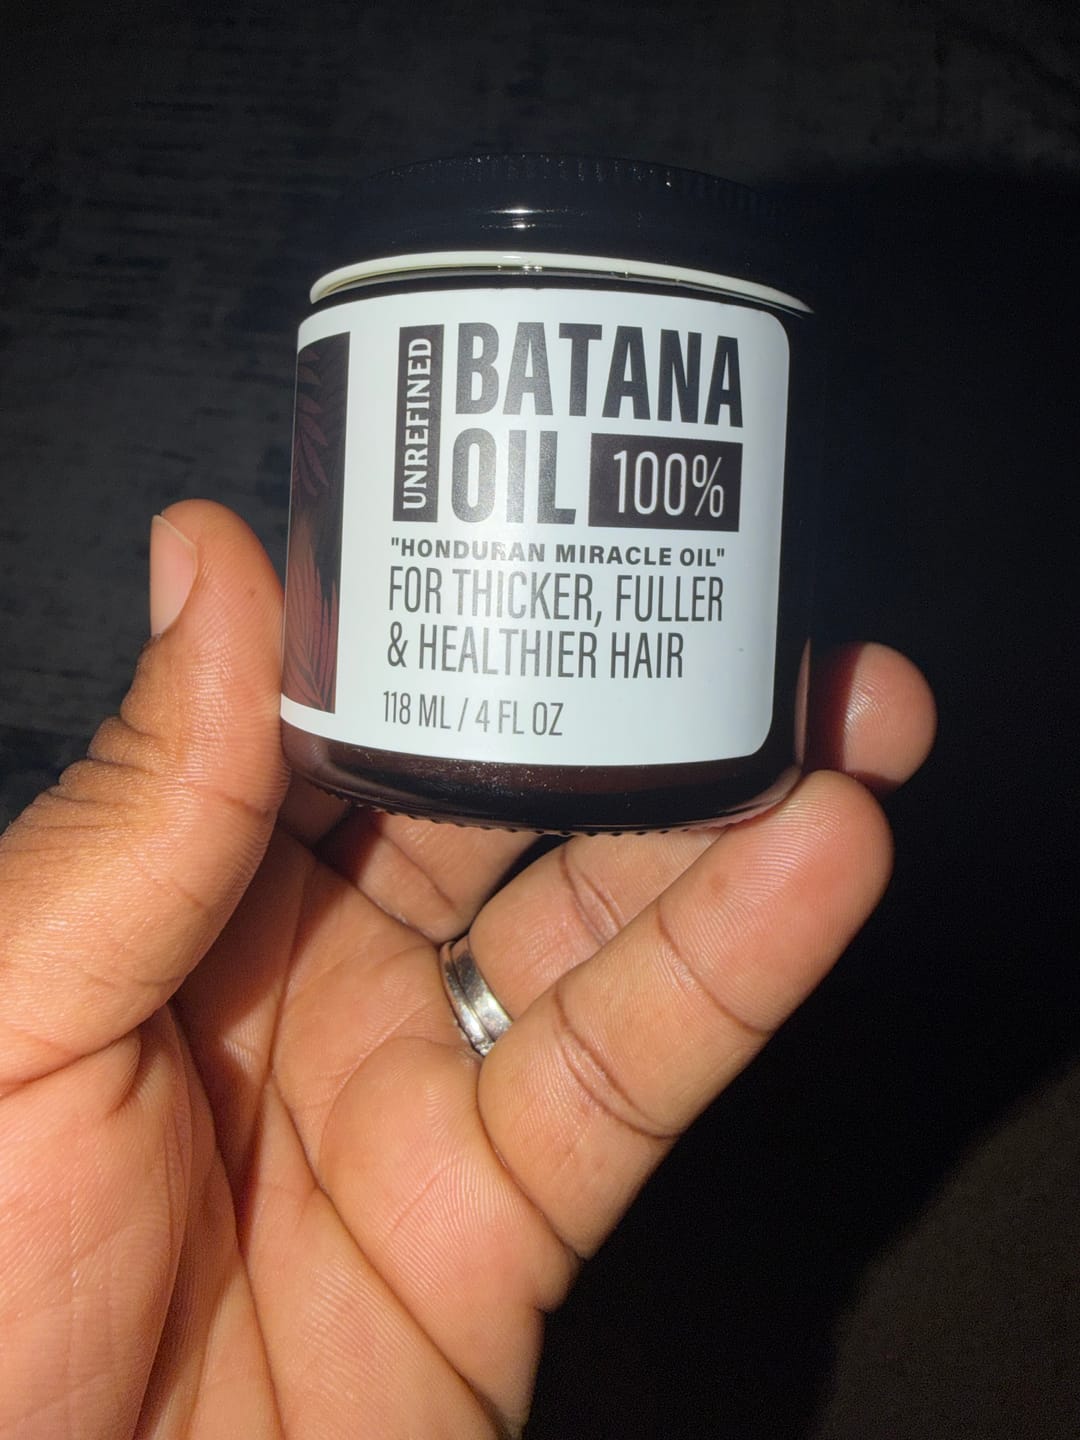 UNREFINED
BATANA
OIL 100%
"HONDURAN MIRACLE OIL"
FOR THICKER, FULLER
& HEALTHIER HAIR
118 ML / 4 FL OZ